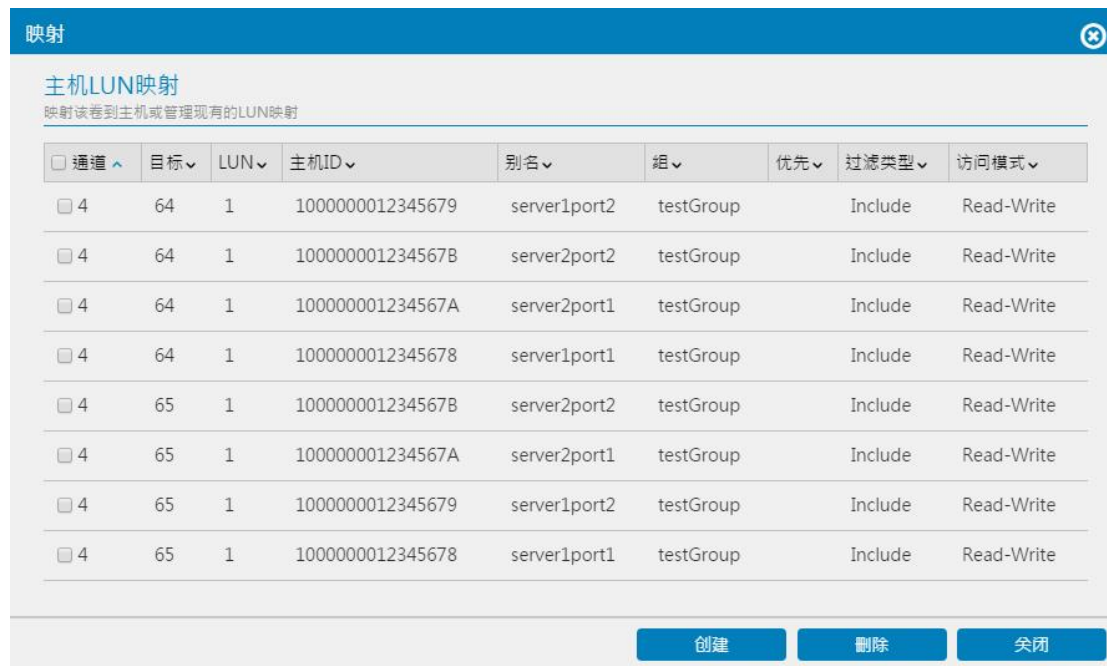 映射
主机LUN映射
映射该卷到主机或管理现有的LUN映射
通道 目标 LUN 主机ID 别名 组 优先 过滤类型 访问模式
4 64 1 1000000012345679 server1port2 testGroup Include Read-Write
4 64 1 100000001234567B server2port2 testGroup Include Read-Write
4 64 1 100000001234567A server2port1 testGroup Include Read-Write
4 64 1 1000000012345678 server1port1 testGroup Include Read-Write
4 65 1 100000001234567B server2port2 testGroup Include Read-Write
4 65 1 100000001234567A server2port1 testGroup Include Read-Write
4 65 1 1000000012345679 server1port2 testGroup Include Read-Write
4 65 1 1000000012345678 server1port1 testGroup Include Read-Write
创建 删除 关闭